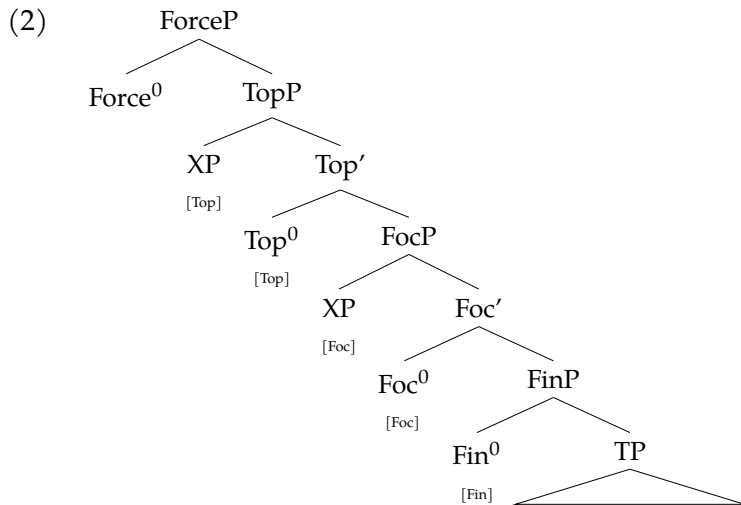 (2) ForceP
Force⁰ TopP
XP Top′
[Top]
Top⁰ FocP
[Top]
XP Foc′
[Foc]
Foc⁰ FinP
[Foc]
Fin⁰ TP
[Fin]